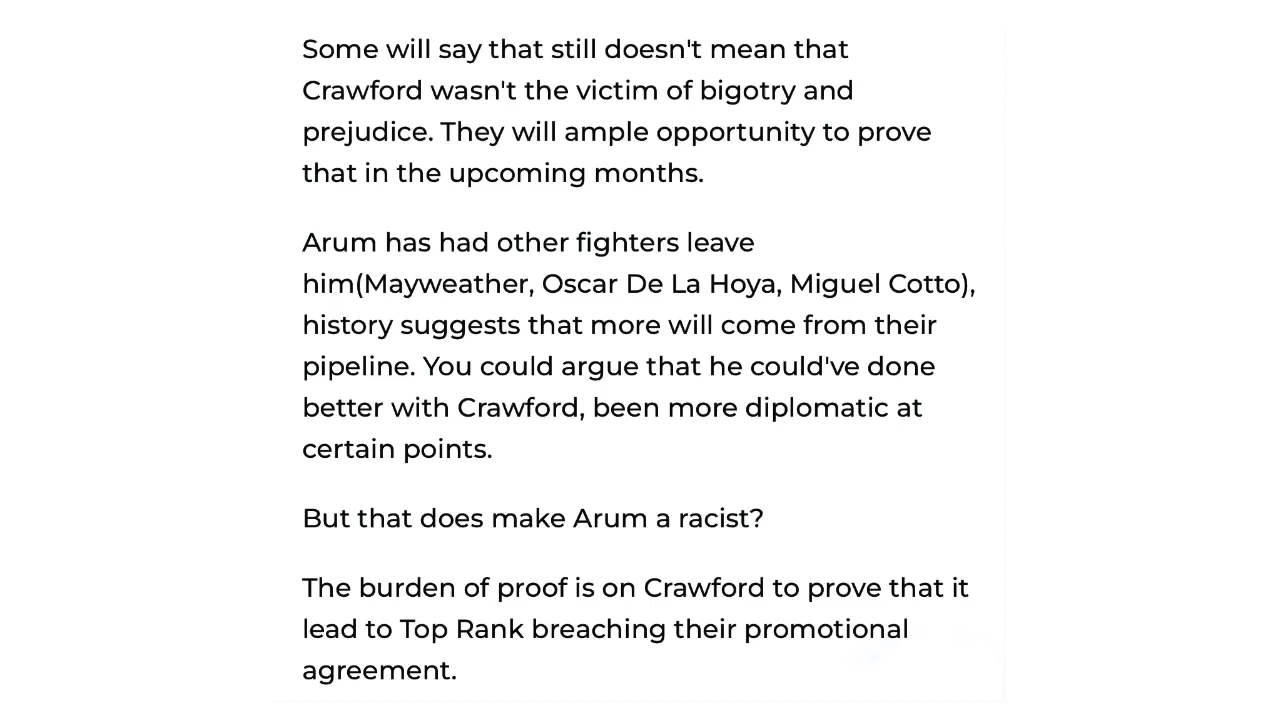 Some will say that still doesn't mean that
Crawford wasn't the victim of bigotry and
prejudice. They will ample opportunity to prove
that in the upcoming months.
Arum has had other fighters leave
him(Mayweather, Oscar De La Hoya, Miguel Cotto),
history suggests that more will come from their
pipeline. You could argue that he could've done
better with Crawford, been more diplomatic at
certain points.
But that does make Arum a racist?
The burden of proof is on Crawford to prove that it
lead to Top Rank breaching their promotional
agreement.